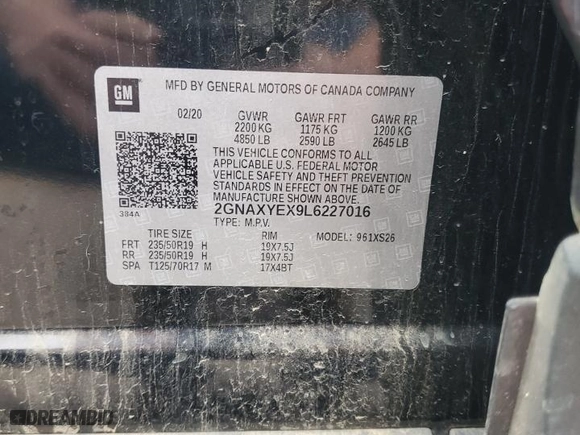 GM
MFD BY GENERAL MOTORS OF CANADA COMPANY
02/20 GVWR GAWR FRT GAWR RR
2200 KG 1175 KG 1200 KG
4850 LB 2590 LB 2645 LB
THIS VEHICLE CONFORMS TO ALL
APPLICABLE U.S. FEDERAL MOTOR
VEHICLE SAFETY AND THEFT PREVENTION
STANDARDS IN EFFECT ON THE DATE OF
MANUFACTURE SHOWN ABOVE.
384A 2GNAXYEX9L6227016
TYPE: M.P.V. MODEL: 961XS26
TIRE SIZE RIM
FRT 235/50R19 H 19X7.5J
RR 235/50R19 H 19X7.5J
SPA T125/70R17 M 17X4BT
DREAMBID